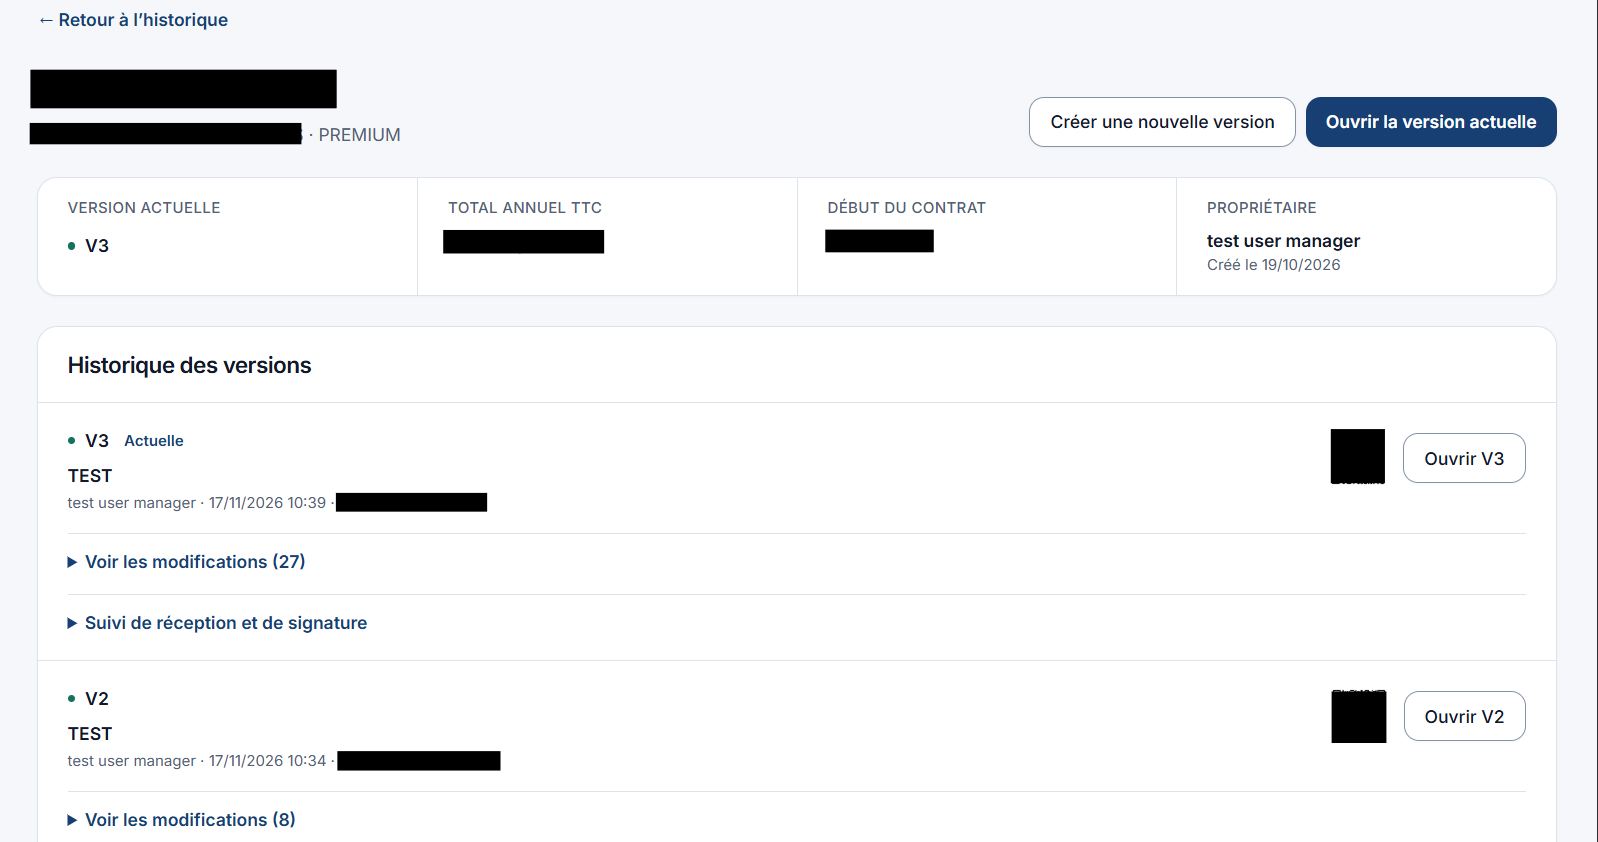 ← Retour à l’historique
· PREMIUM
Créer une nouvelle version
Ouvrir la version actuelle
VERSION ACTUELLE
V3
TOTAL ANNUEL TTC
DÉBUT DU CONTRAT
PROPRIÉTAIRE
test user manager
Créé le 19/10/2026
Historique des versions
V3 Actuelle
TEST
test user manager · 17/11/2026 10:39 ·
Ouvrir V3
Voir les modifications (27)
Suivi de réception et de signature
V2
TEST
test user manager · 17/11/2026 10:34 ·
Ouvrir V2
Voir les modifications (8)